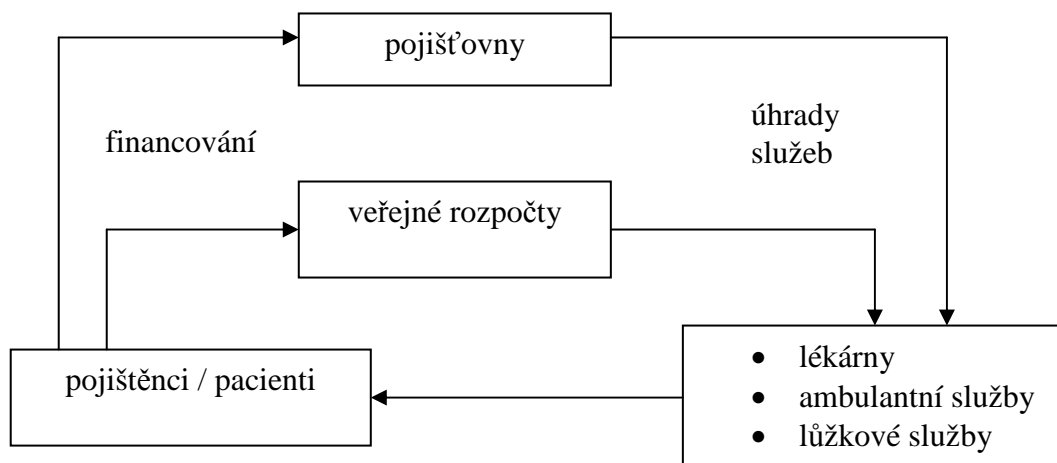 pojišťovny
financování
úhrady
služeb
veřejné rozpočty
pojištěnci / pacienti
• lékárny
• ambulantní služby
• lůžkové služby